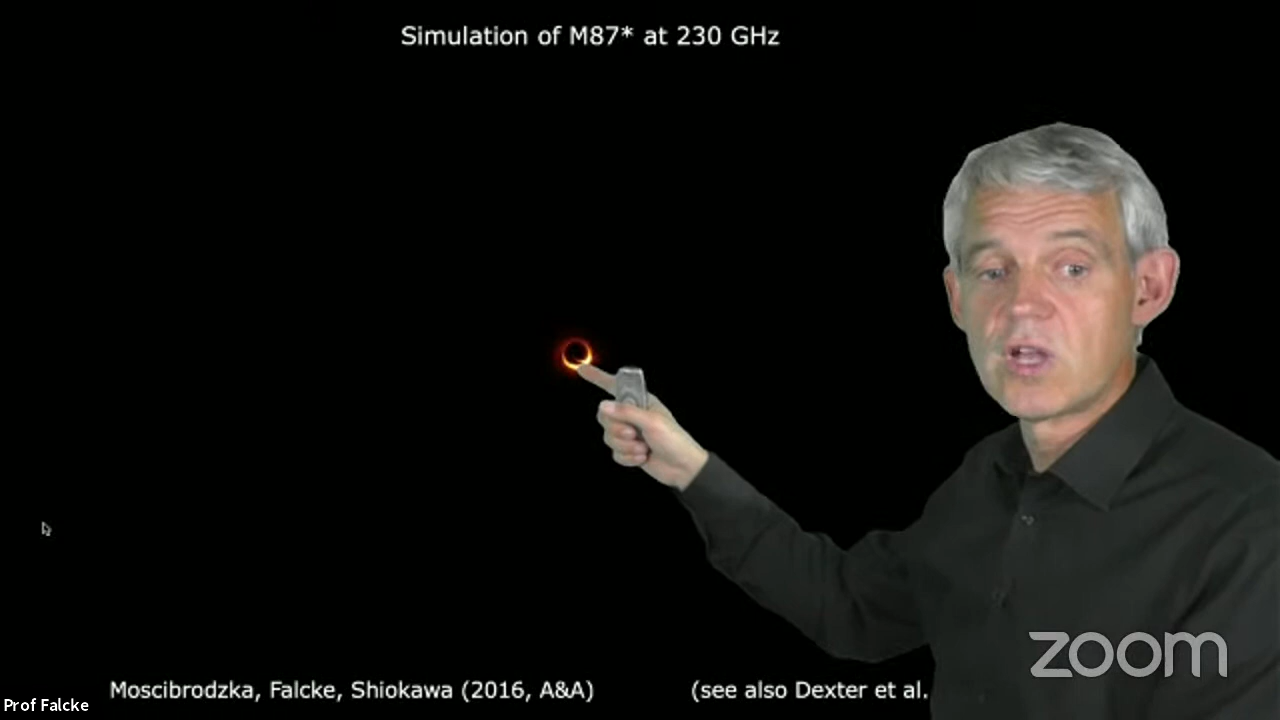 Simulation of M87* at 230 GHz
Moscibrodzka, Falcke, Shiokawa (2016, A&A)
(see also Dexter et al.
zoom
Prof Falcke